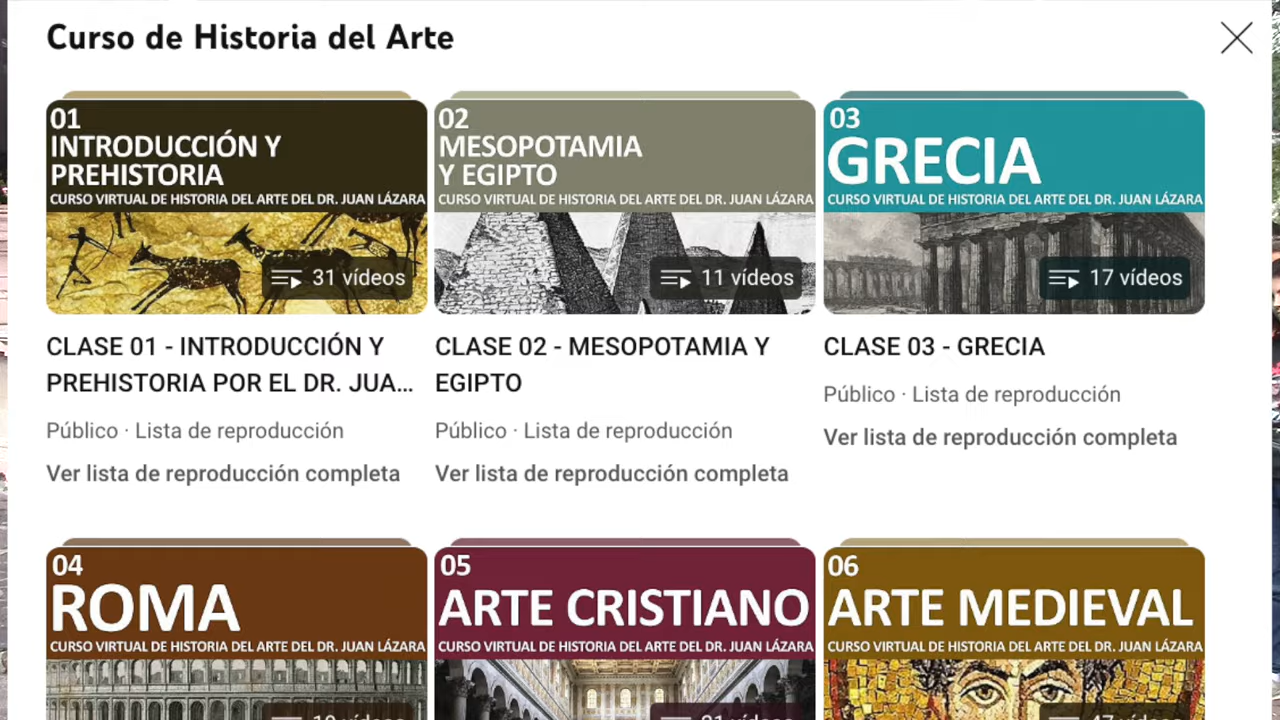 Curso de Historia del Arte
01
INTRODUCCIÓN Y
PREHISTORIA
CURSO VIRTUAL DE HISTORIA DEL ARTE DEL DR. JUAN LÁZARA
31 vídeos
CLASE 01 - INTRODUCCIÓN Y
PREHISTORIA POR EL DR. JUA...
Público · Lista de reproducción
Ver lista de reproducción completa
02
MESOPOTAMIA
Y EGIPTO
CURSO VIRTUAL DE HISTORIA DEL ARTE DEL DR. JUAN LÁZARA
11 vídeos
CLASE 02 - MESOPOTAMIA Y
EGIPTO
Público · Lista de reproducción
Ver lista de reproducción completa
03
GRECIA
CURSO VIRTUAL DE HISTORIA DEL ARTE DEL DR. JUAN LÁZARA
17 vídeos
CLASE 03 - GRECIA
Público · Lista de reproducción
Ver lista de reproducción completa
04
ROMA
CURSO VIRTUAL DE HISTORIA DEL ARTE DEL DR. JUAN LÁZARA
vídeos
05
ARTE CRISTIANO
CURSO VIRTUAL DE HISTORIA DEL ARTE DEL DR. JUAN LÁZARA
vídeos
06
ARTE MEDIEVAL
CURSO VIRTUAL DE HISTORIA DEL ARTE DEL DR. JUAN LÁZARA
vídeos